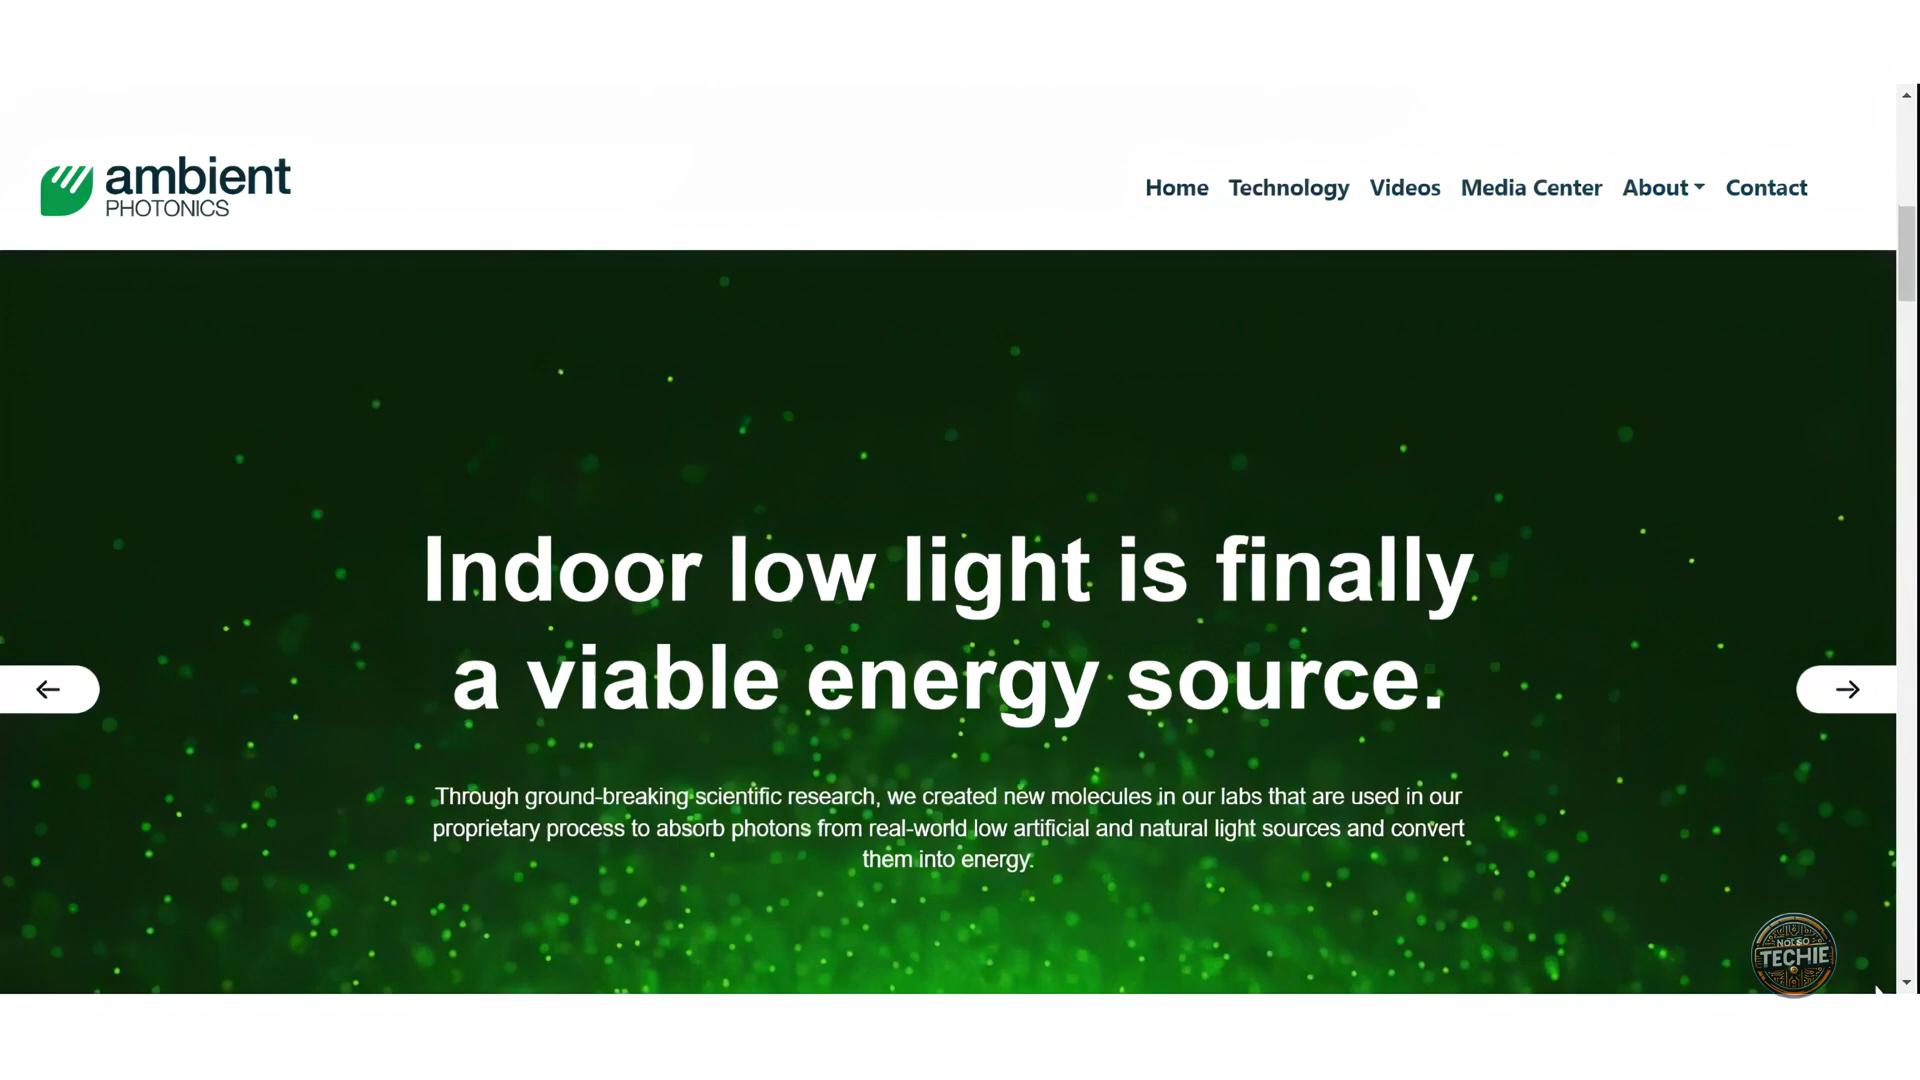 ambient
PHOTONICS
Home Technology Videos Media Center About Contact
Indoor low light is finally
a viable energy source.
Through ground-breaking scientific research, we created new molecules in our labs that are used in our
proprietary process to absorb photons from real-world low artificial and natural light sources and convert
them into energy.
NOT SO
TECHIE